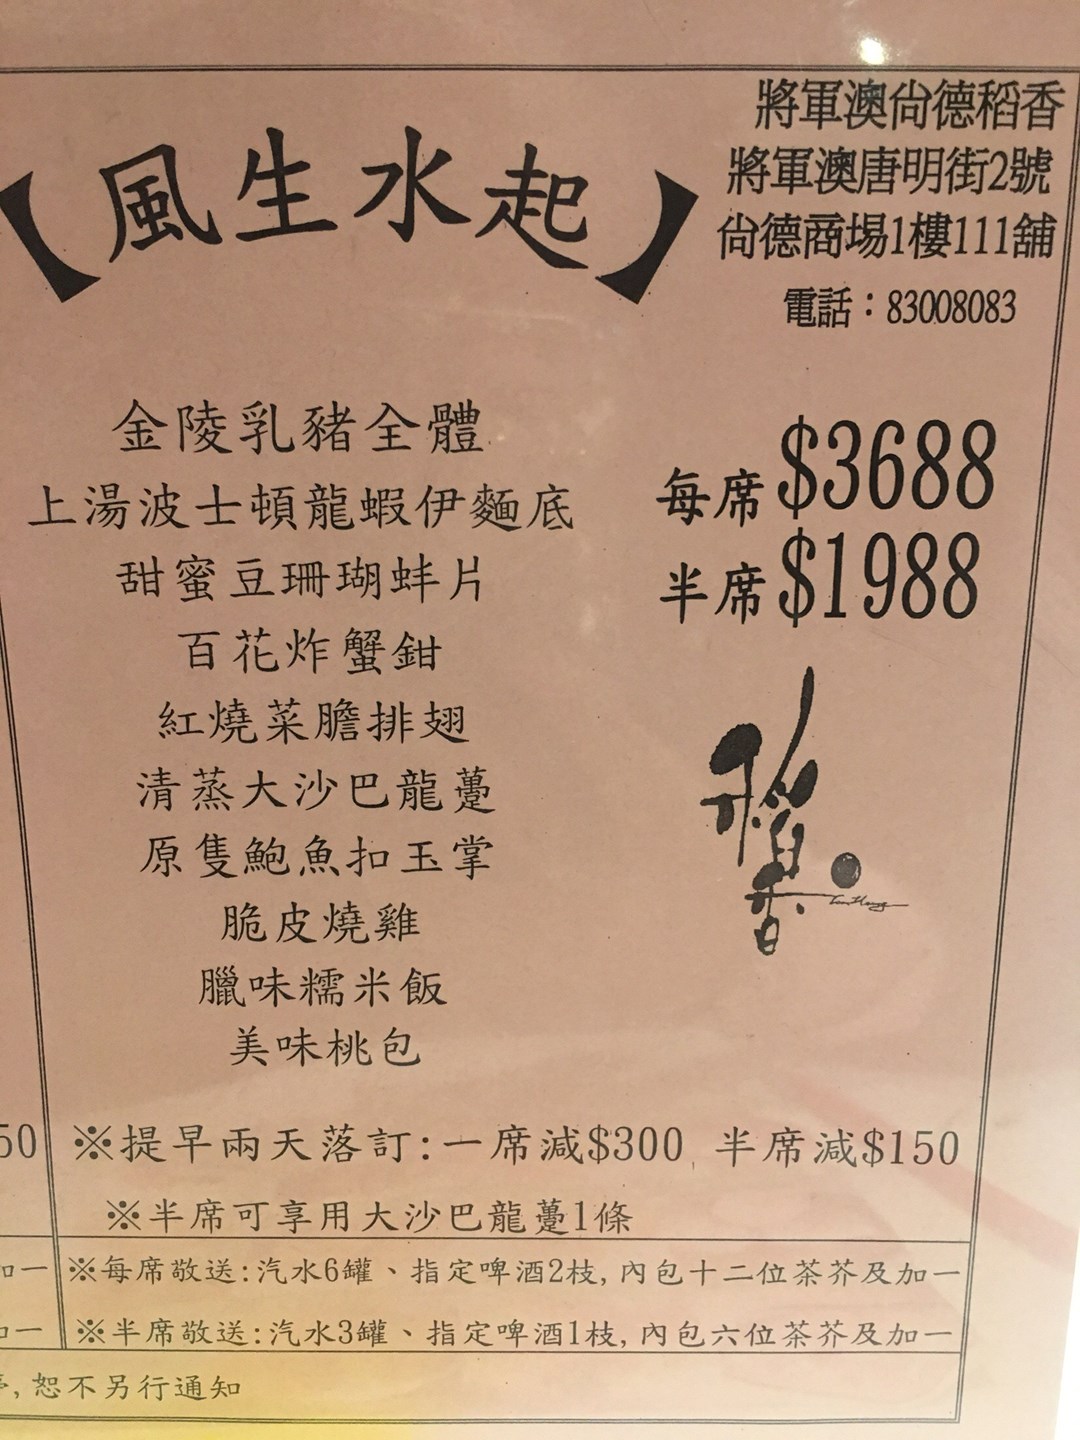 【風生水起】
將軍澳尚德稻香
將軍澳唐明街2號
尚德商場1樓111舖
電話：83008083
金陵乳豬全體
上湯波士頓龍蝦伊麵底
甜蜜豆珊瑚蚌片
百花炸蟹鉗
紅燒菜膽排翅
清蒸大沙巴龍躉
原隻鮑魚扣玉掌
脆皮燒雞
臘味糯米飯
美味桃包
每席$3688
半席$1988
稻香
50
※提早兩天落訂:一席減$300 半席減$150
※半席可享用大沙巴龍躉1條
加一
※每席敬送:汽水6罐、指定啤酒2枝,內包十二位茶芥及加一
加一
※半席敬送:汽水3罐、指定啤酒1枝,內包六位茶芥及加一
,恕不另行通知